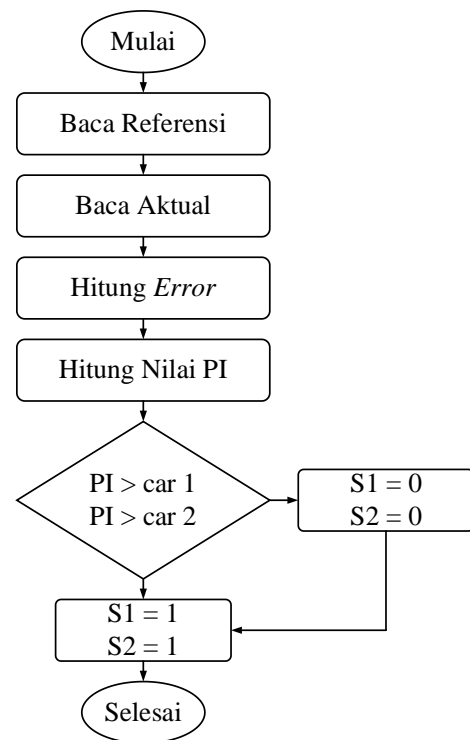 Mulai
Baca Referensi
Baca Aktual
Hitung Error
Hitung Nilai PI
PI > car 1
PI > car 2
S1 = 0
S2 = 0
S1 = 1
S2 = 1
Selesai